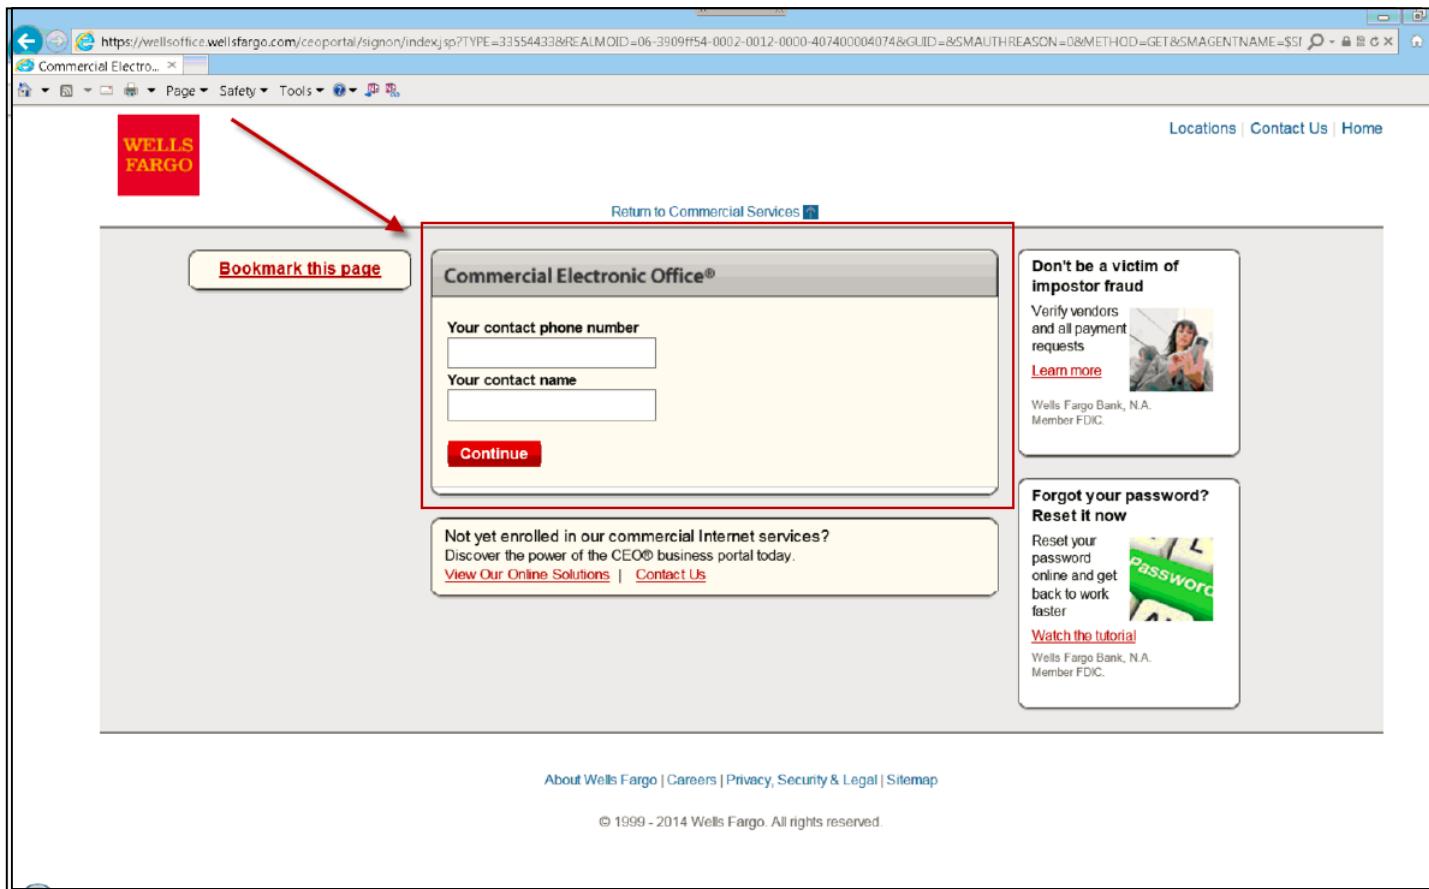 https://wellsoffice.wellsfargo.com/ceoportal/signon/index.jsp?TYPE=33554433&REALMOID=06-3909ff54-0002-0012-0000-407400004074&GUID=&SMAUTHREASON=0&METHOD=GET&SMAGENTNAME=$SI
Commercial Electro...
Page Safety Tools
WELLS
FARGO
Locations | Contact Us | Home
Return to Commercial Services
Bookmark this page
Commercial Electronic Office®
Your contact phone number
Your contact name
Continue
Not yet enrolled in our commercial Internet services?
Discover the power of the CEO® business portal today.
View Our Online Solutions | Contact Us
Don't be a victim of
impostor fraud
Verify vendors
and all payment
requests
Learn more
Wells Fargo Bank, N.A.
Member FDIC.
Forgot your password?
Reset it now
Reset your
password
online and get
back to work
faster
Password
Watch the tutorial
Wells Fargo Bank, N.A.
Member FDIC.
About Wells Fargo | Careers | Privacy, Security & Legal | Sitemap
© 1999 - 2014 Wells Fargo. All rights reserved.